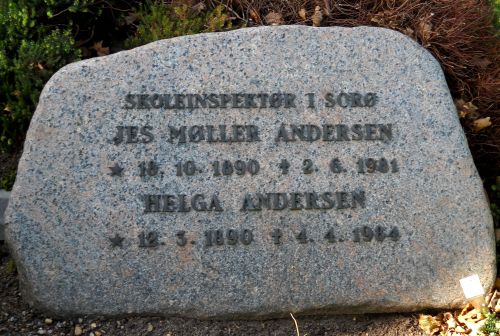 SKOLEINSPEKTØR I SORØ
JES MØLLER ANDERSEN
★ 18. 10. 1890 ✝ 2. 6. 1981
HELGA ANDERSEN
★ 12. 3. 1890 ✝ 4. 4. 1984